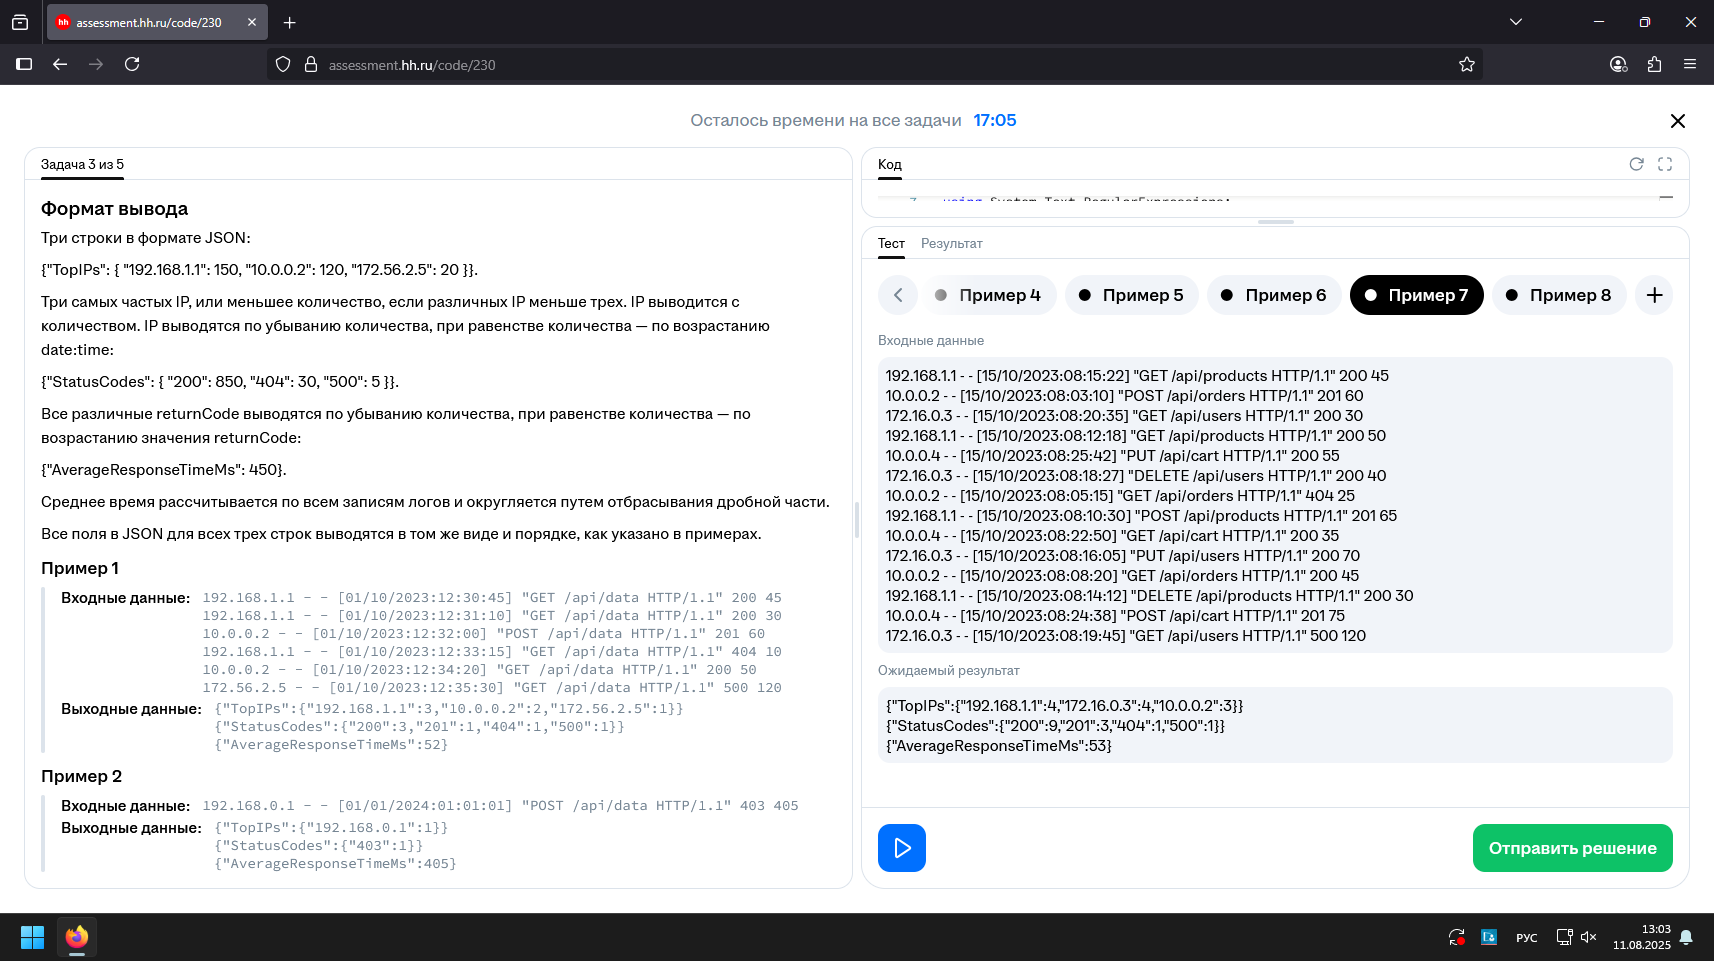 assessment.hh.ru/code/230
assessment.hh.ru/code/230
Осталось времени на все задачи 17:05
Задача 3 из 5
Формат вывода
Три строки в формате JSON:
{"TopIPs": { "192.168.1.1": 150, "10.0.0.2": 120, "172.56.2.5": 20 }}.
Три самых частых IP, или меньшее количество, если различных IP меньше трех. IP выводится с
количеством. IP выводятся по убыванию количества, при равенстве количества — по возрастанию
date:time:
{"StatusCodes": { "200": 850, "404": 30, "500": 5 }}.
Все различные returnCode выводятся по убыванию количества, при равенстве количества — по
возрастанию значения returnCode:
{"AverageResponseTimeMs": 450}.
Среднее время рассчитывается по всем записям логов и округляется путем отбрасывания дробной части.
Все поля в JSON для всех трех строк выводятся в том же виде и порядке, как указано в примерах.
Пример 1
Входные данные: 192.168.1.1 - - [01/10/2023:12:30:45] "GET /api/data HTTP/1.1" 200 45
192.168.1.1 - - [01/10/2023:12:31:10] "GET /api/data HTTP/1.1" 200 30
10.0.0.2 - - [01/10/2023:12:32:00] "POST /api/data HTTP/1.1" 201 60
192.168.1.1 - - [01/10/2023:12:33:15] "GET /api/data HTTP/1.1" 404 10
10.0.0.2 - - [01/10/2023:12:34:20] "GET /api/data HTTP/1.1" 200 50
172.56.2.5 - - [01/10/2023:12:35:30] "GET /api/data HTTP/1.1" 500 120
Выходные данные: {"TopIPs":{"192.168.1.1":3,"10.0.0.2":2,"172.56.2.5":1}}
{"StatusCodes":{"200":3,"201":1,"404":1,"500":1}}
{"AverageResponseTimeMs":52}
Пример 2
Входные данные: 192.168.0.1 - - [01/01/2024:01:01:01] "POST /api/data HTTP/1.1" 403 405
Выходные данные: {"TopIPs":{"192.168.0.1":1}}
{"StatusCodes":{"403":1}}
{"AverageResponseTimeMs":405}
Код
7 using System.Text.RegularExpressions;
Тест Результат
Пример 4 Пример 5 Пример 6 Пример 7 Пример 8
Входные данные
192.168.1.1 - - [15/10/2023:08:15:22] "GET /api/products HTTP/1.1" 200 45
10.0.0.2 - - [15/10/2023:08:03:10] "POST /api/orders HTTP/1.1" 201 60
172.16.0.3 - - [15/10/2023:08:20:35] "GET /api/users HTTP/1.1" 200 30
192.168.1.1 - - [15/10/2023:08:12:18] "GET /api/products HTTP/1.1" 200 50
10.0.0.4 - - [15/10/2023:08:25:42] "PUT /api/cart HTTP/1.1" 200 55
172.16.0.3 - - [15/10/2023:08:18:27] "DELETE /api/users HTTP/1.1" 200 40
10.0.0.2 - - [15/10/2023:08:05:15] "GET /api/orders HTTP/1.1" 404 25
192.168.1.1 - - [15/10/2023:08:10:30] "POST /api/products HTTP/1.1" 201 65
10.0.0.4 - - [15/10/2023:08:22:50] "GET /api/cart HTTP/1.1" 200 35
172.16.0.3 - - [15/10/2023:08:16:05] "PUT /api/users HTTP/1.1" 200 70
10.0.0.2 - - [15/10/2023:08:08:20] "GET /api/orders HTTP/1.1" 200 45
192.168.1.1 - - [15/10/2023:08:14:12] "DELETE /api/products HTTP/1.1" 200 30
10.0.0.4 - - [15/10/2023:08:24:38] "POST /api/cart HTTP/1.1" 201 75
172.16.0.3 - - [15/10/2023:08:19:45] "GET /api/users HTTP/1.1" 500 120
Ожидаемый результат
{"TopIPs":{"192.168.1.1":4,"172.16.0.3":4,"10.0.0.2":3}}
{"StatusCodes":{"200":9,"201":3,"404":1,"500":1}}
{"AverageResponseTimeMs":53}
Отправить решение
РУС
13:03
11.08.2025